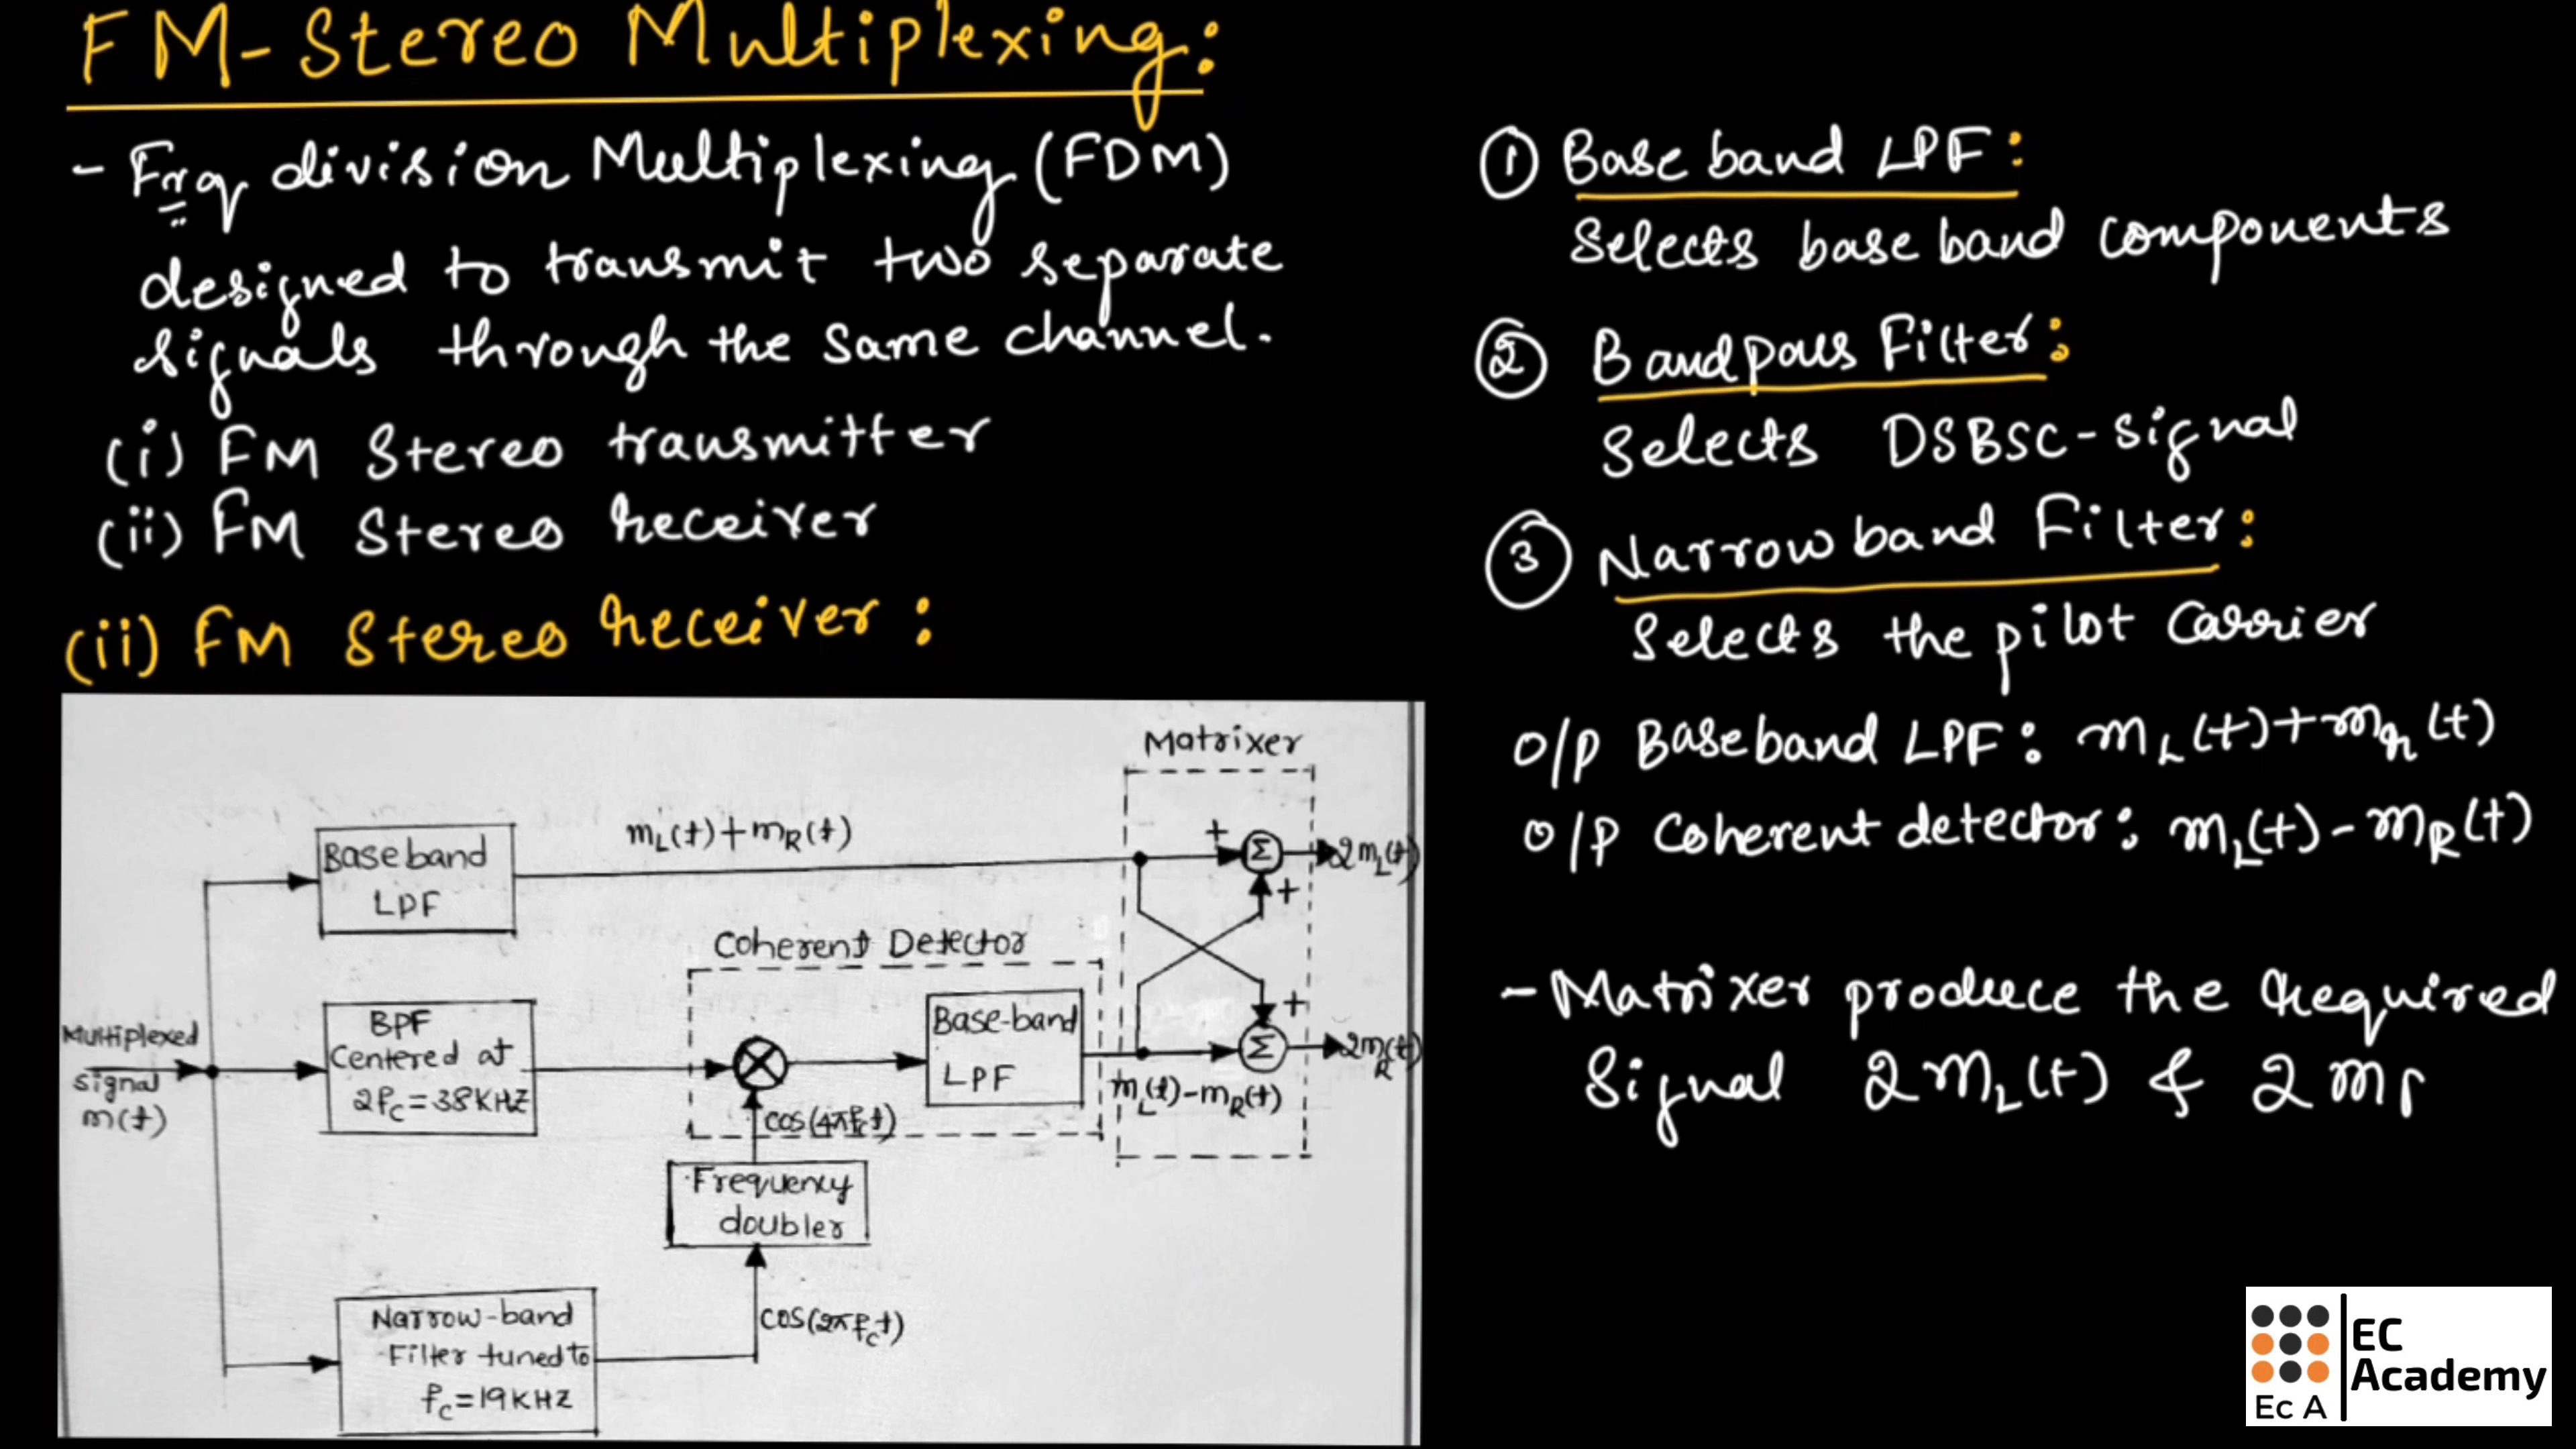 FM-Stereo Multiplexing:
- Frq division Multiplexing (FDM)
designed to transmit two separate
signals through the same channel.
(i) FM Stereo transmitter
(ii) FM Stereo receiver
(ii) FM Stereo receiver:
Matrixer
mL(t)+mR(t)
+
Σ
2mL(t)
+
Baseband
LPF
Coherent Detector
Multiplexed
signal
m(t)
BPF
Centered at
2fc=38KHZ
Base-band
LPF
cos(4πfct)
mL(t)-mR(t)
+
Σ
2mR(t)
Frequency
doubler
cos(2πfct)
Narrow-band
Filter tuned to
fc=19KHZ
① Base band LPF:
Selects base band components
② Bandpass Filter:
Selects DSBSC-signal
③ Narrow band Filter:
Selects the pilot carrier
o/p Baseband LPF: mL(t)+mR(t)
o/p Coherent detector: mL(t)-mR(t)
- Matrixer produce the required
signal 2mL(t) & 2m
EC
Academy
Ec A